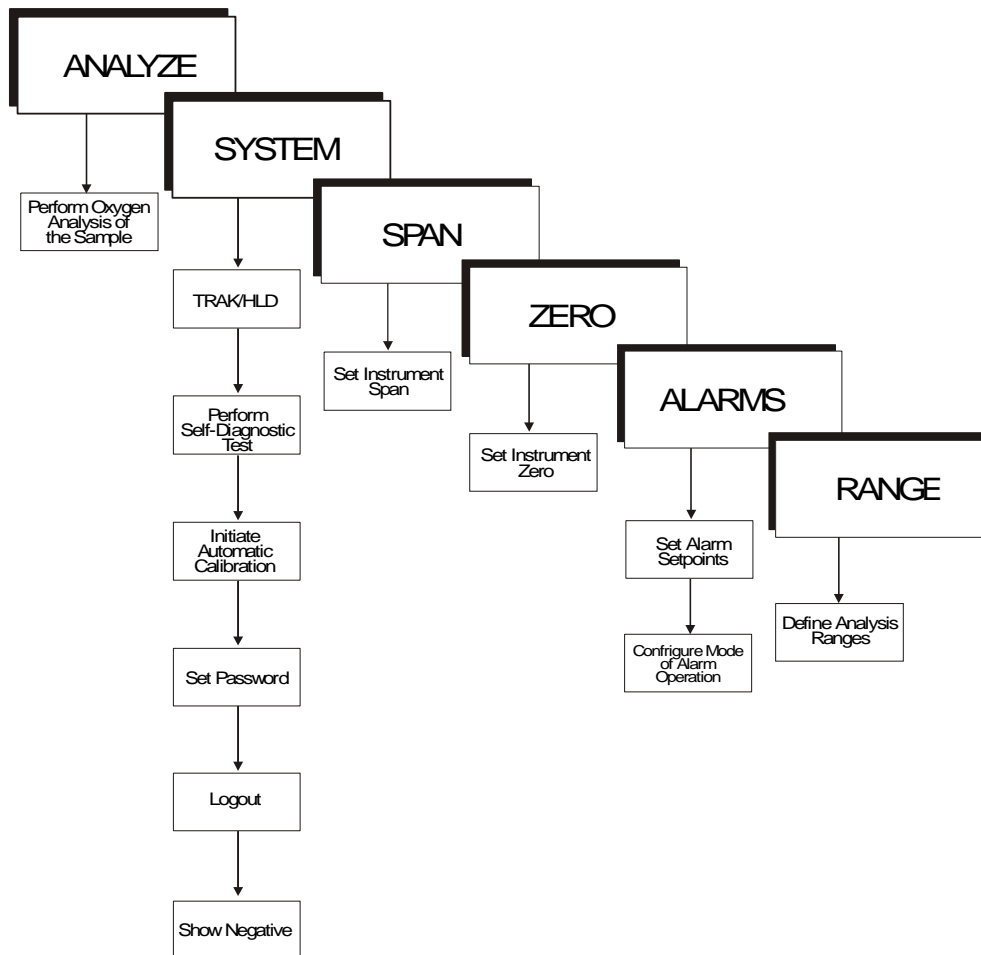 ANALYZE
Perform Oxygen
Analysis of
the Sample
SYSTEM
TRAK/HLD
Perform
Self-Diagnostic
Test
Initiate
Automatic
Calibration
Set Password
Logout
Show Negative
SPAN
Set Instrument
Span
ZERO
Set Instrument
Zero
ALARMS
Set Alarm
Setpoints
Confrigure Mode
of Alarm
Operation
RANGE
Define Analysis
Ranges